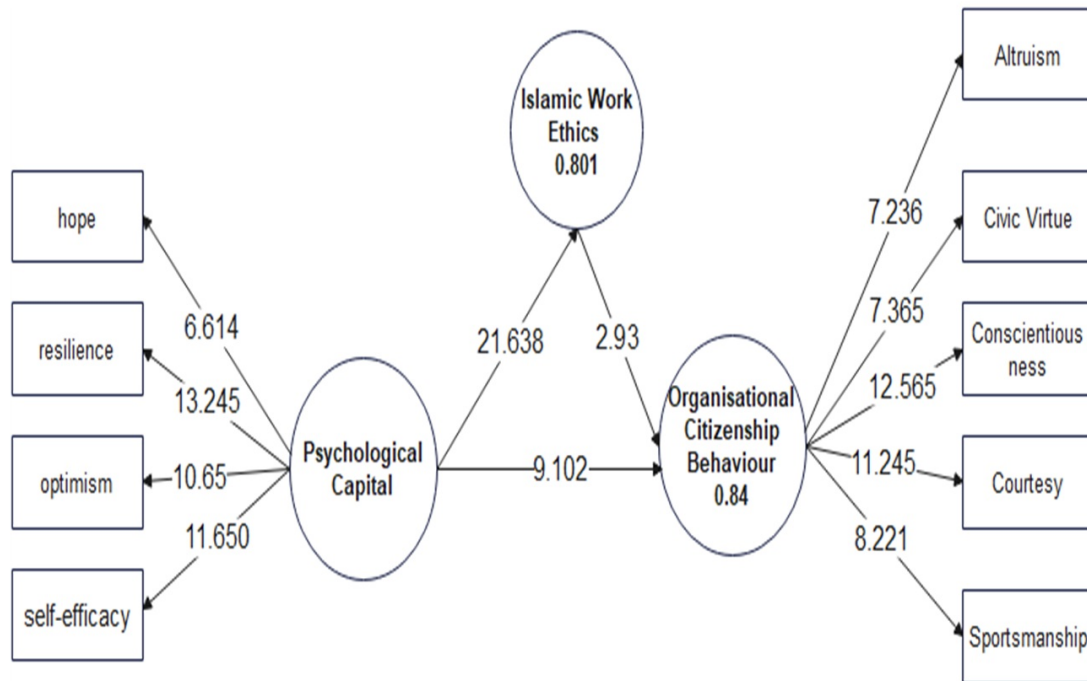 Altruism
Islamic Work
Ethics
0.801
hope
7.236
Civic Virtue
6.614
7.365
resilience
21.638
2.93
Conscientious
ness
13.245
12.565
Organisational
Citizenship
Behaviour
0.84
Psychological
Capital
optimism
10.65
9.102
11.245
Courtesy
11.650
8.221
self-efficacy
Sportsmanship